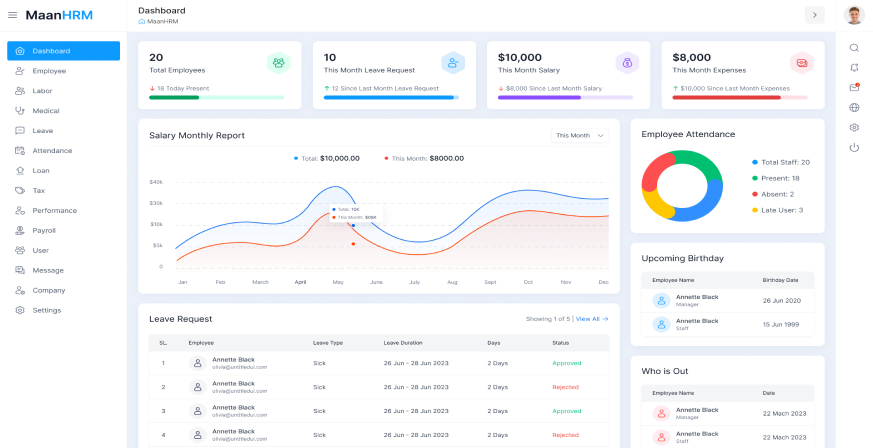 MaanHRM
Dashboard
MaanHRM
Dashboard
Employee
Labor
Medical
Leave
Attendance
Loan
Tax
Performance
Payroll
User
Message
Company
Settings
20
Total Employees
18 Today Present
10
This Month Leave Request
12 Since Last Month Leave Request
$10,000
This Month Salary
$8,000 Since Last Month Salary
$8,000
This Month Expenses
$10,000 Since Last Month Expenses
Salary Monthly Report
This Month
Total: $10,000.00
This Month: $8000.00
$40k
$30k
$10k
$5k
0
Total: 10K
This Month: $05K
Jan Feb March April May June July Aug Sept Oct Nov Dec
Employee Attendance
Total Staff: 20
Present: 18
Absent: 2
Late User: 3
Upcoming Birthday
Employee Name Birthday Date
Annette Black
Manager
26 Jun 2020
Annette Black
Staff
15 Jun 1999
Leave Request
Showing 1 of 5 | View All
SL. Employee Leave Type Leave Duration Days Status
1 Annette Black Sick 26 Jun - 28 Jun 2023 2 Days Approved
olivia@untitledui.com
2 Annette Black Sick 26 Jun - 28 Jun 2023 2 Days Rejected
olivia@untitledui.com
3 Annette Black Sick 26 Jun - 28 Jun 2023 2 Days Approved
olivia@untitledui.com
4 Annette Black Sick 26 Jun - 28 Jun 2023 2 Days Rejected
olivia@untitledui.com
Who is Out
Employee Name Date
Annette Black
Manager
22 Mach 2023
Annette Black
Staff
22 Mach 2023